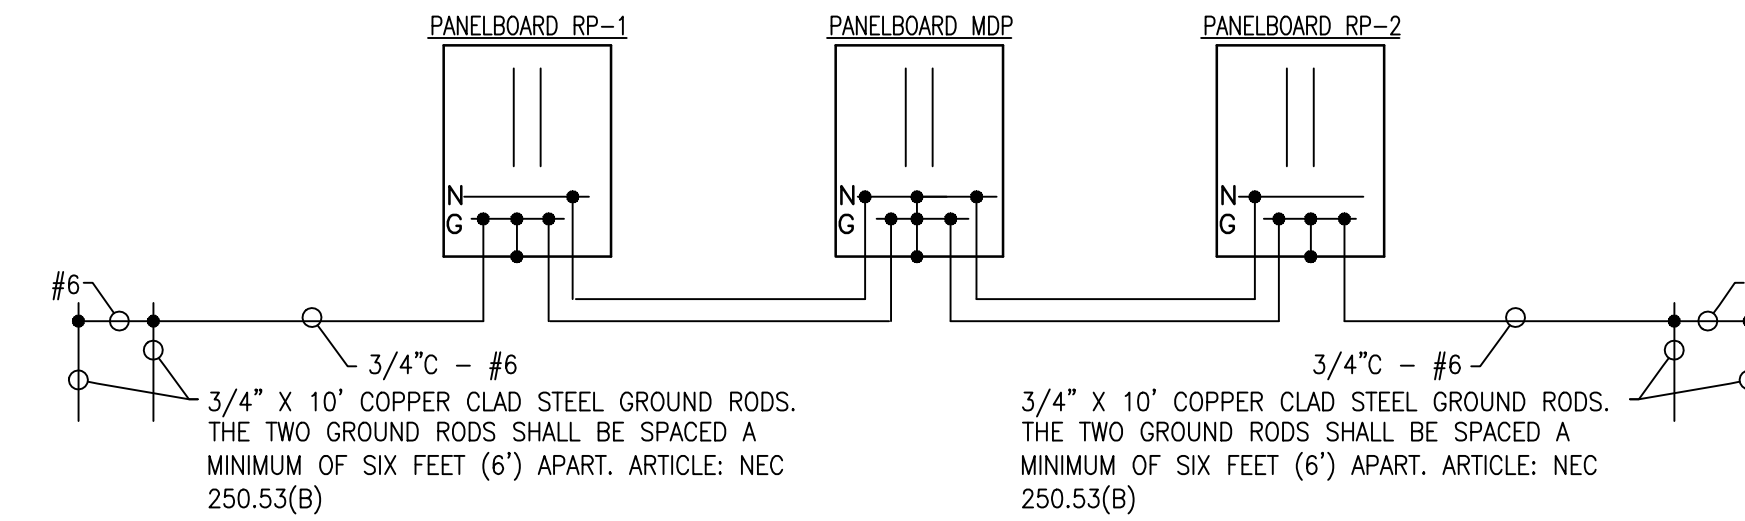 PANELBOARD RP-1
PANELBOARD MDP
PANELBOARD RP-2
N
G
N
G
N
G
#6
3/4"C - #6
3/4"C - #6
3/4" X 10' COPPER CLAD STEEL GROUND RODS.
THE TWO GROUND RODS SHALL BE SPACED A
MINIMUM OF SIX FEET (6') APART. ARTICLE: NEC
250.53(B)
3/4" X 10' COPPER CLAD STEEL GROUND RODS.
THE TWO GROUND RODS SHALL BE SPACED A
MINIMUM OF SIX FEET (6') APART. ARTICLE: NEC
250.53(B)